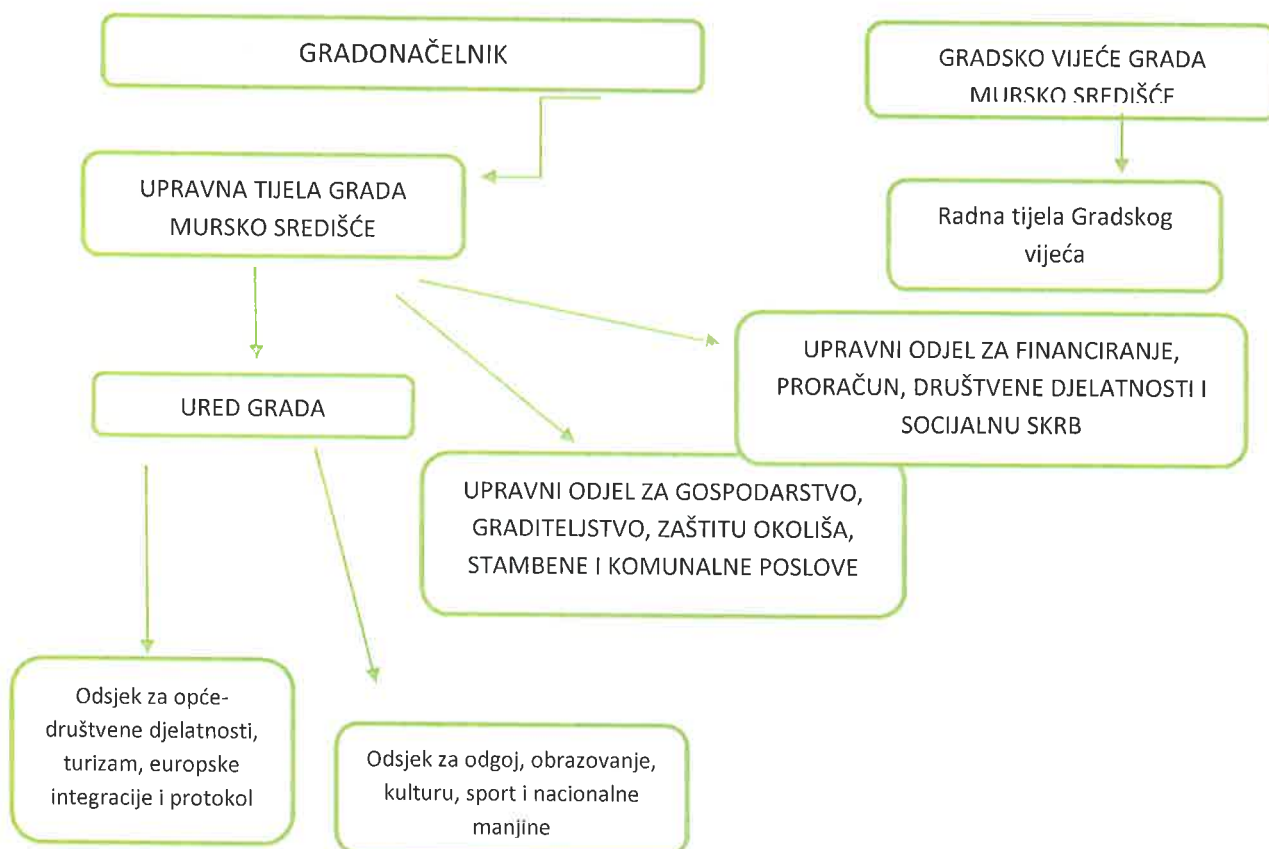 GRADONAČELNIK
GRADSKO VIJEĆE GRADA
MURSKO SREDIŠĆE
UPRAVNA TIJELA GRADA
MURSKO SREDIŠĆE
Radna tijela Gradskog
vijeća
UPRAVNI ODJEL ZA FINANCIRANJE,
PRORAČUN, DRUŠTVENE DJELATNOSTI I
SOCIJALNU SKRB
URED GRADA
UPRAVNI ODJEL ZA GOSPODARSTVO,
GRADITELJSTVO, ZAŠTITU OKOLIŠA,
STAMBENE I KOMUNALNE POSLOVE
Odsjek za opće-
društvene djelatnosti,
turizam, europske
integracije i protokol
Odsjek za odgoj, obrazovanje,
kulturu, sport i nacionalne
manjine